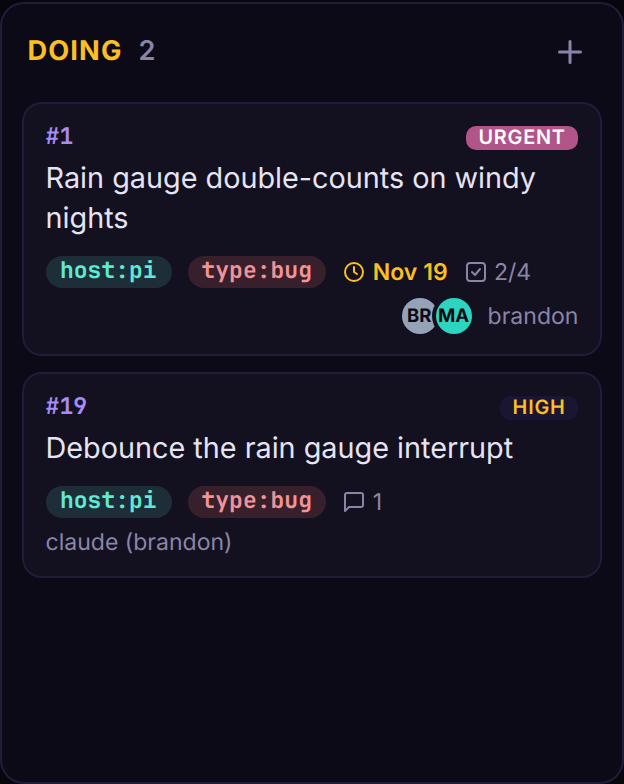 DOING 2
#1 URGENT
Rain gauge double-counts on windy
nights
host:pi type:bug Nov 19 2/4
BR MA brandon
#19 HIGH
Debounce the rain gauge interrupt
host:pi type:bug 1
claude (brandon)